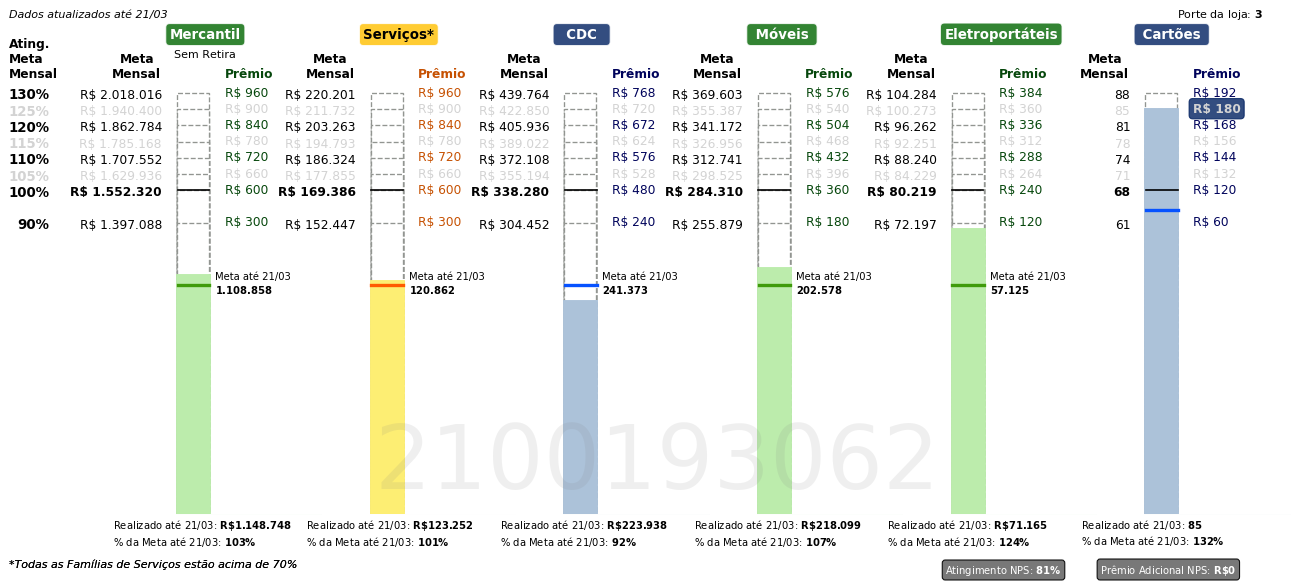 Dados atualizados até 21/03
Porte da loja: 3
Mercantil Serviços* CDC Móveis Eletroportáteis Cartões
Sem Retira
Ating. Meta Mensal
Meta Mensal Prêmio Meta Mensal Prêmio Meta Mensal Prêmio Meta Mensal Prêmio Meta Mensal Prêmio Meta Mensal Prêmio
130% R$ 2.018.016 R$ 960 R$ 220.201 R$ 960 R$ 439.764 R$ 768 R$ 369.603 R$ 576 R$ 104.284 R$ 384 88 R$ 192
125% R$ 1.940.400 R$ 900 R$ 211.732 R$ 900 R$ 422.850 R$ 720 R$ 355.387 R$ 540 R$ 100.273 R$ 360 85 R$ 180
120% R$ 1.862.784 R$ 840 R$ 203.263 R$ 840 R$ 405.936 R$ 672 R$ 341.172 R$ 504 R$ 96.262 R$ 336 81 R$ 168
115% R$ 1.785.168 R$ 780 R$ 194.793 R$ 780 R$ 389.022 R$ 624 R$ 326.956 R$ 468 R$ 92.251 R$ 312 78 R$ 156
110% R$ 1.707.552 R$ 720 R$ 186.324 R$ 720 R$ 372.108 R$ 576 R$ 312.741 R$ 432 R$ 88.240 R$ 288 74 R$ 144
105% R$ 1.629.936 R$ 660 R$ 177.855 R$ 660 R$ 355.194 R$ 528 R$ 298.525 R$ 396 R$ 84.229 R$ 264 71 R$ 132
100% R$ 1.552.320 R$ 600 R$ 169.386 R$ 600 R$ 338.280 R$ 480 R$ 284.310 R$ 360 R$ 80.219 R$ 240 68 R$ 120
90% R$ 1.397.088 R$ 300 R$ 152.447 R$ 300 R$ 304.452 R$ 240 R$ 255.879 R$ 180 R$ 72.197 R$ 120 61 R$ 60
Meta até 21/03 Meta até 21/03 Meta até 21/03 Meta até 21/03 Meta até 21/03
1.108.858 120.862 241.373 202.578 57.125
2100193062
Realizado até 21/03: R$1.148.748 Realizado até 21/03: R$123.252 Realizado até 21/03: R$223.938 Realizado até 21/03: R$218.099 Realizado até 21/03: R$71.165 Realizado até 21/03: 85
% da Meta até 21/03: 103% % da Meta até 21/03: 101% % da Meta até 21/03: 92% % da Meta até 21/03: 107% % da Meta até 21/03: 124% % da Meta até 21/03: 132%
*Todas as Famílias de Serviços estão acima de 70%
Atingimento NPS: 81% Prêmio Adicional NPS: R$0